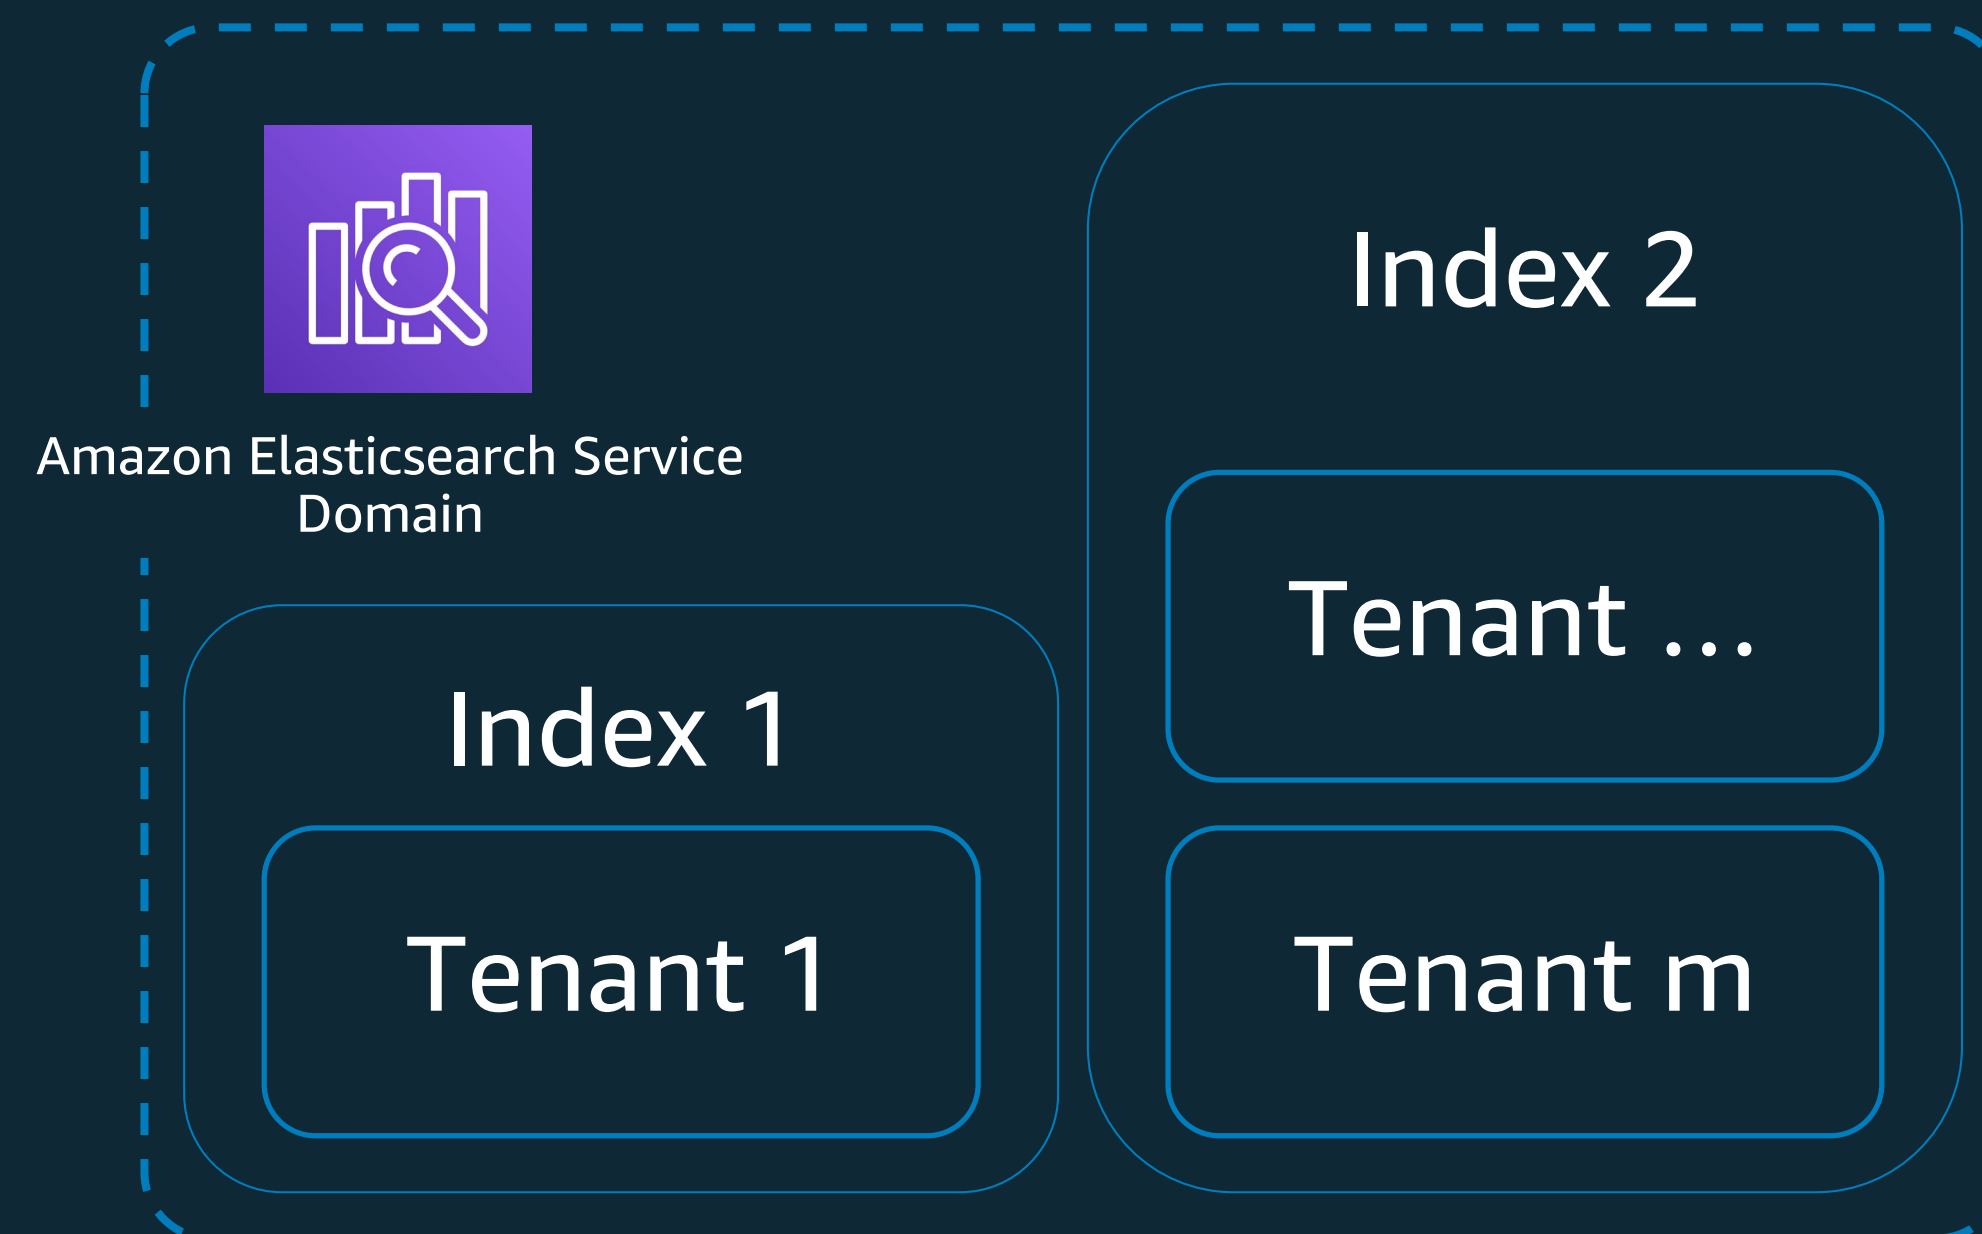 Amazon Elasticsearch Service
Domain
Index 1
Tenant 1
Index 2
Tenant ...
Tenant m